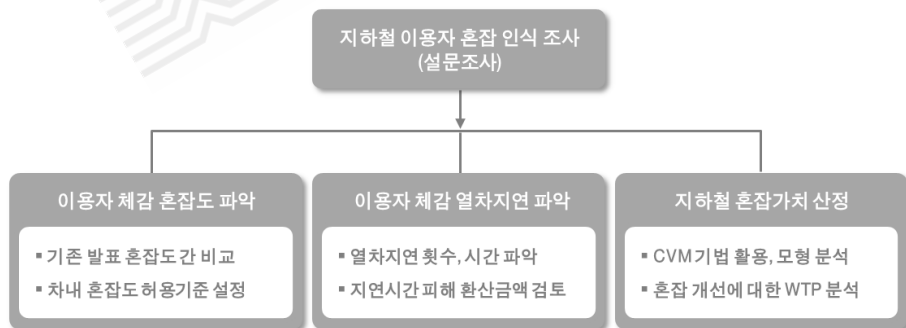 지하철 이용자 혼잡 인식 조사
(설문조사)
이용자 체감 혼잡도 파악
▪ 기존 발표 혼잡도 간 비교
▪ 차내 혼잡도 허용기준 설정
이용자 체감 열차지연 파악
▪ 열차지연 횟수, 시간 파악
▪ 지연시간 피해 환산금액 검토
지하철 혼잡가치 산정
▪ CVM 기법 활용, 모형 분석
▪ 혼잡 개선에 대한 WTP 분석